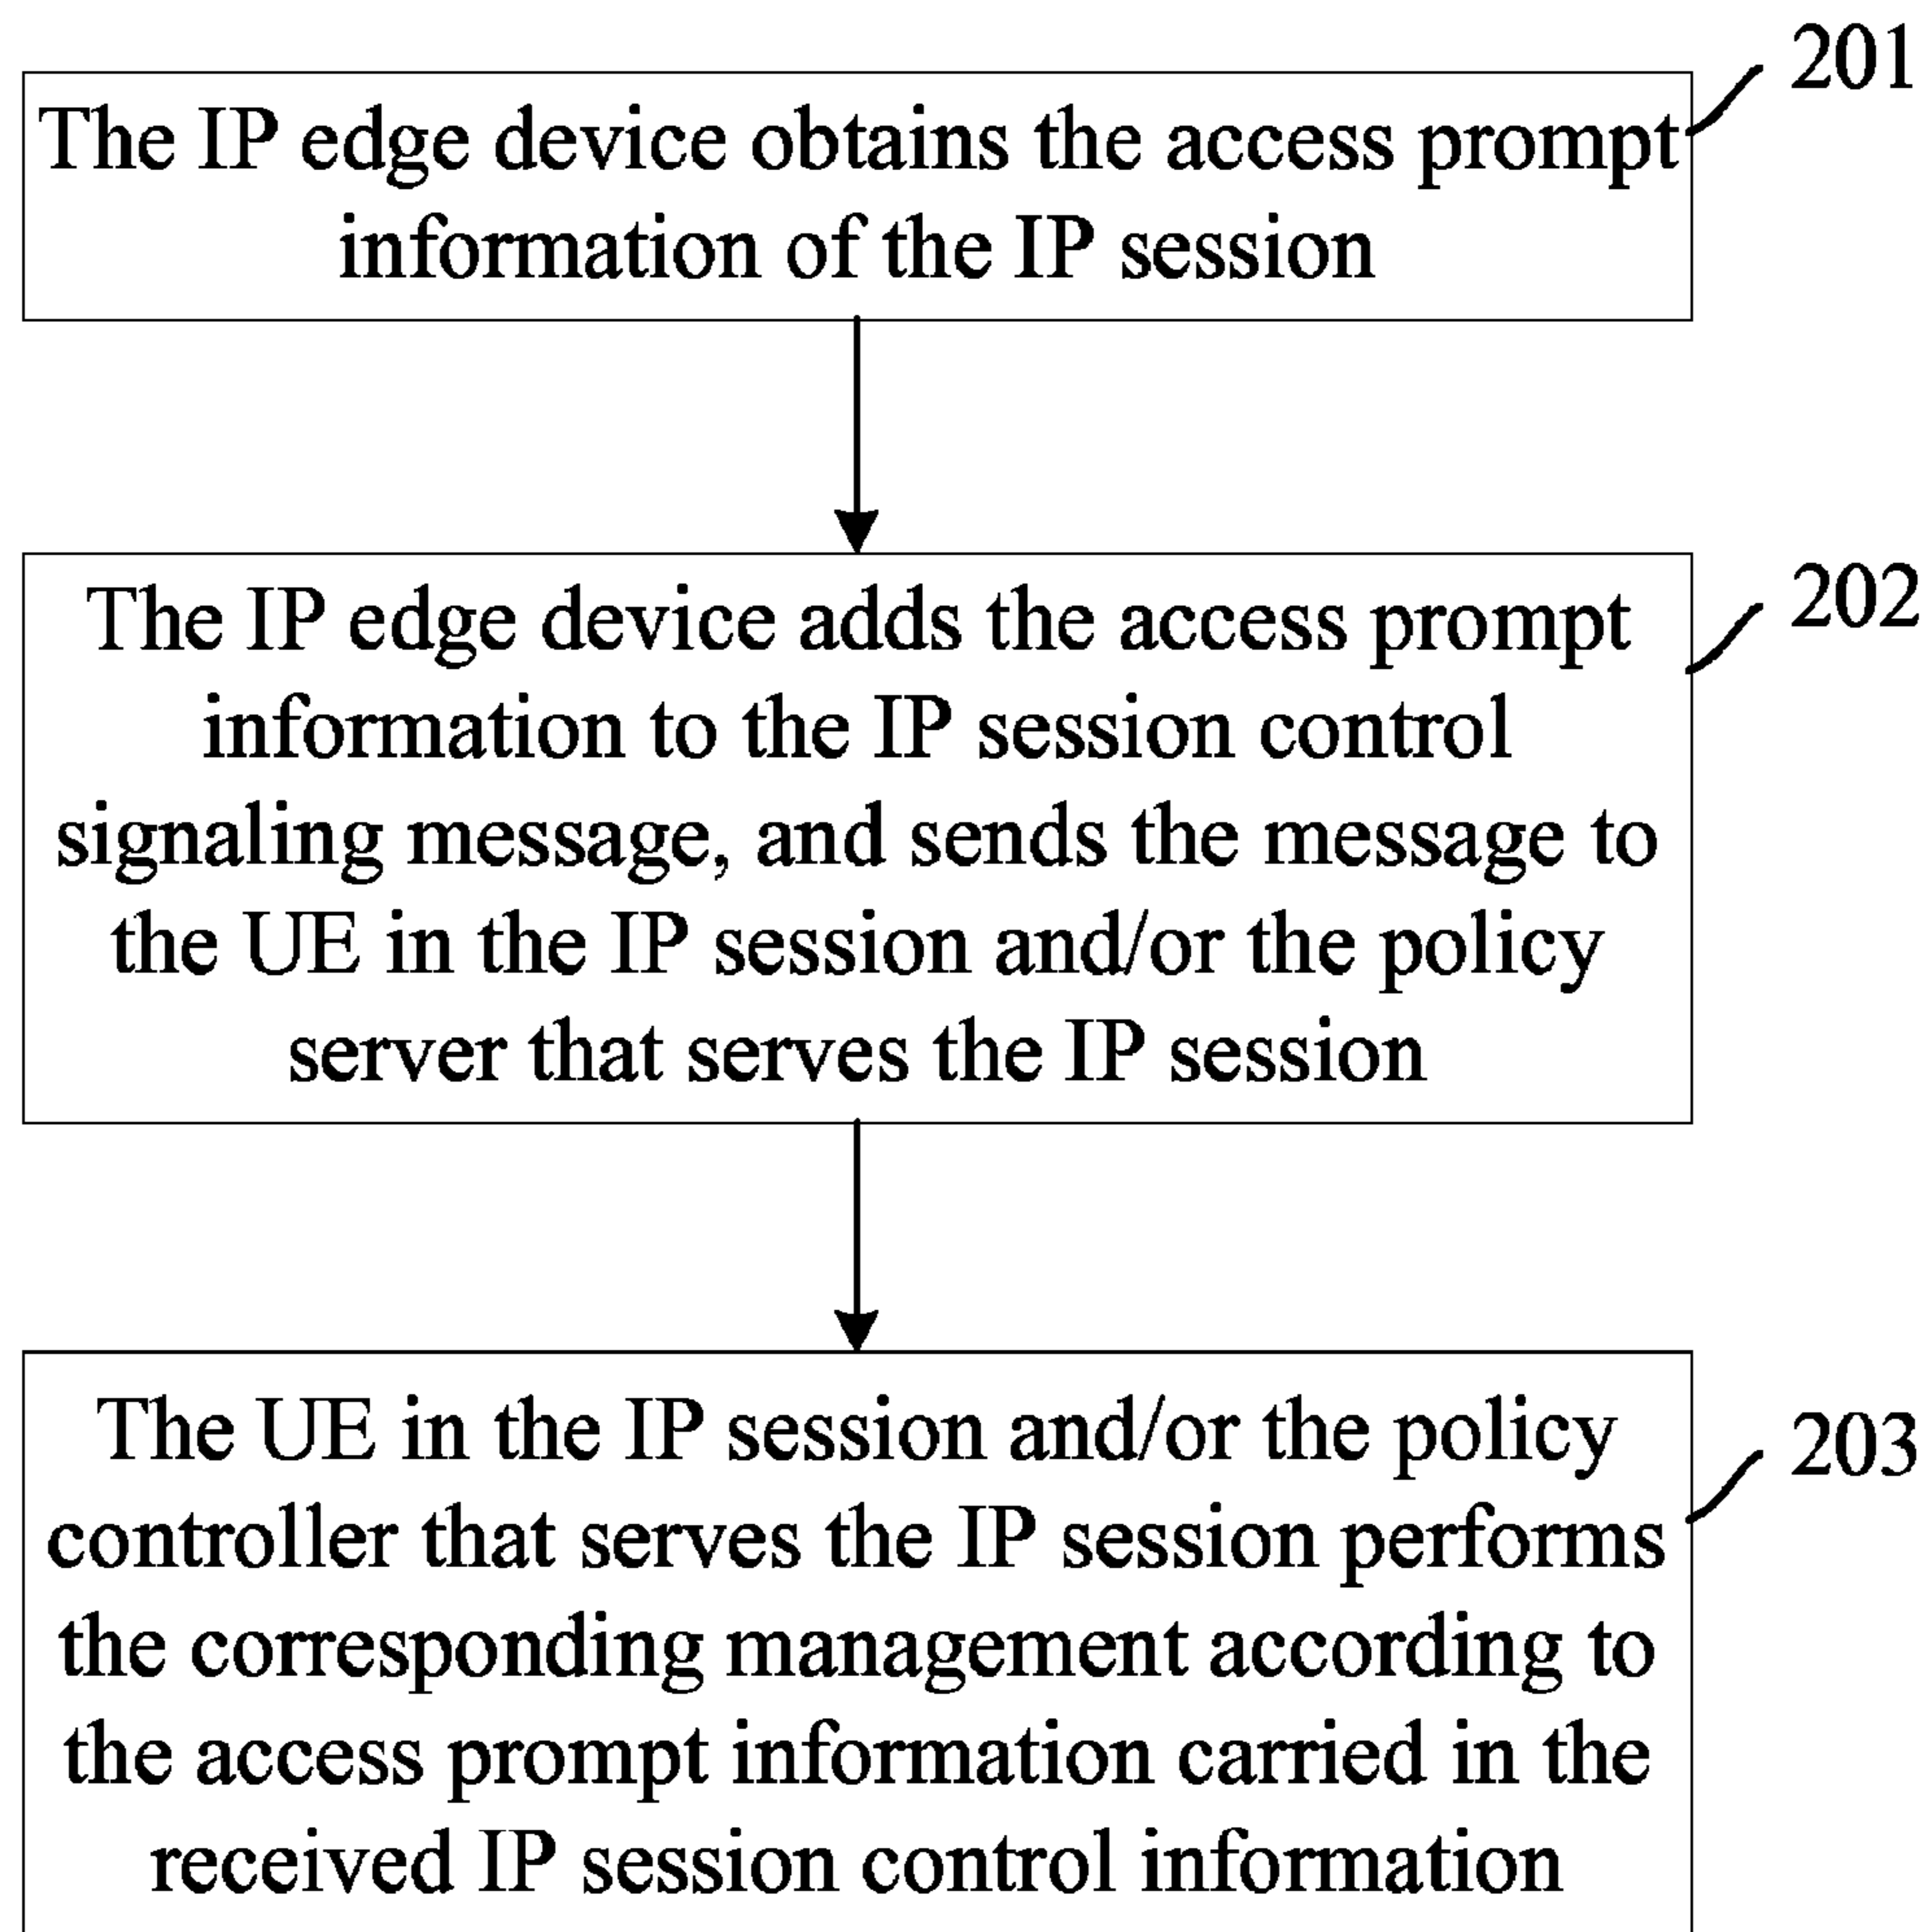 201
The IP edge device obtains the access prompt
information of the IP session
202
The IP edge device adds the access prompt
information to the IP session control
signaling message, and sends the message to
the UE in the IP session and/or the policy
server that serves the IP session
203
The UE in the IP session and/or the policy
controller that serves the IP session performs
the corresponding management according to
the access prompt information carried in the
received IP session control information